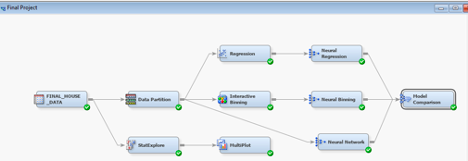 Final Project
Regression
Neural
Regression
FINAL_HOUSE
_DATA
Data Partition
Interactive
Binning
Neural Binning
Model
Comparison
StatExplore
MultiPlot
Neural Network